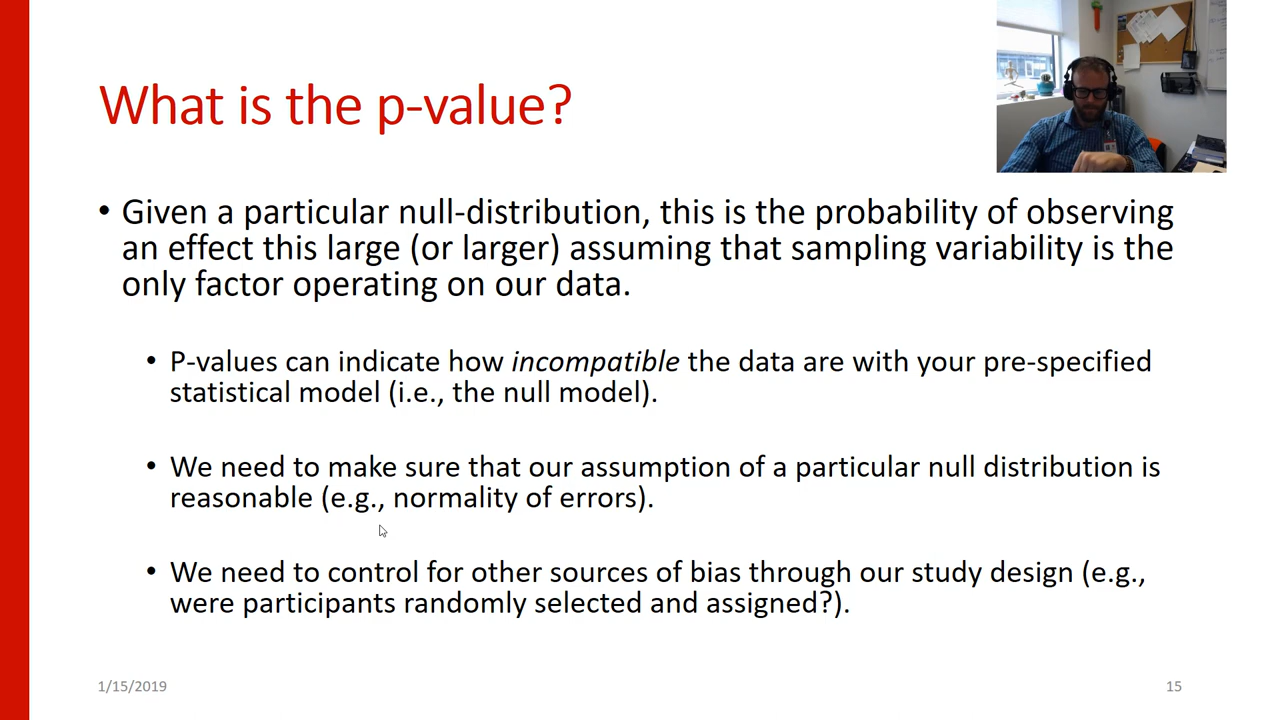 What is the p-value?
• Given a particular null-distribution, this is the probability of observing
an effect this large (or larger) assuming that sampling variability is the
only factor operating on our data.
• P-values can indicate how incompatible the data are with your pre-specified
statistical model (i.e., the null model).
• We need to make sure that our assumption of a particular null distribution is
reasonable (e.g., normality of errors).
• We need to control for other sources of bias through our study design (e.g.,
were participants randomly selected and assigned?).
1/15/2019
15